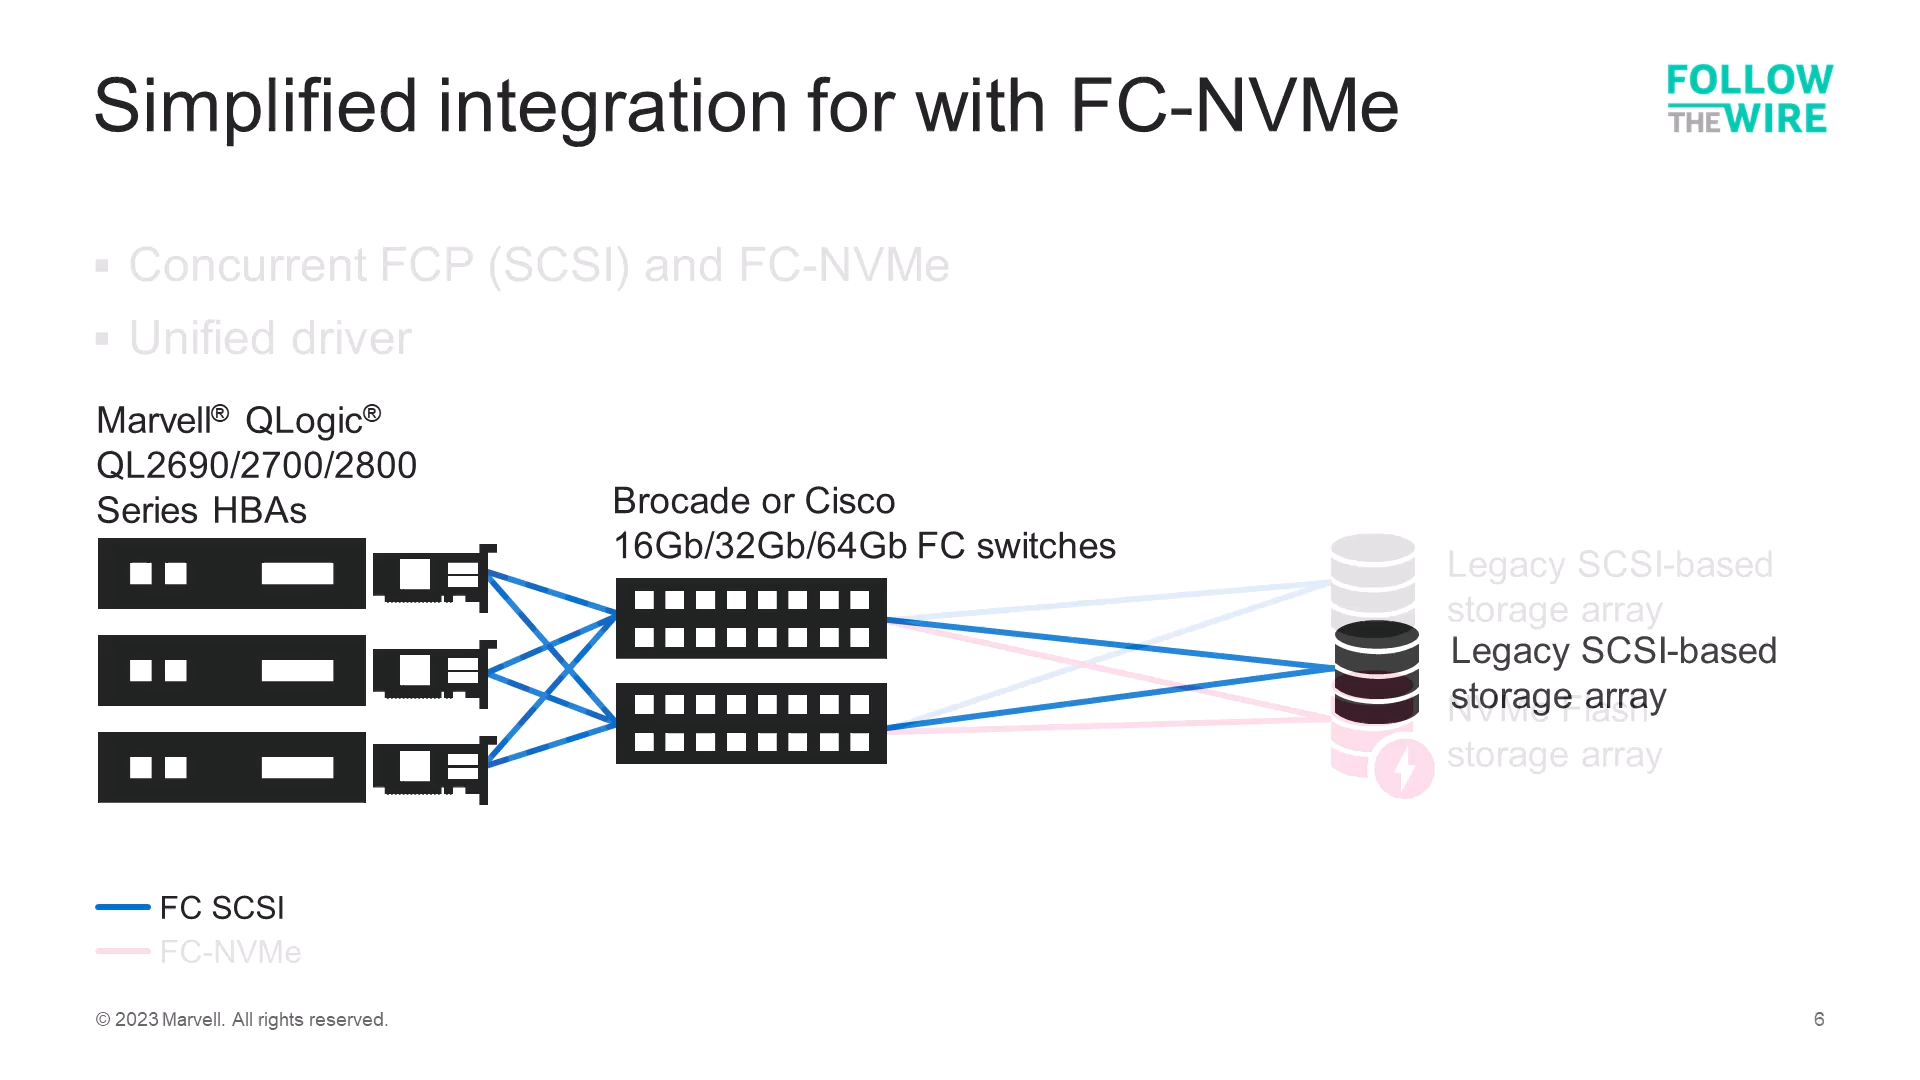 Simplified integration for with FC-NVMe
FOLLOW
THE WIRE
▪ Concurrent FCP (SCSI) and FC-NVMe
▪ Unified driver
Marvell® QLogic®
QL2690/2700/2800
Series HBAs
Brocade or Cisco
16Gb/32Gb/64Gb FC switches
Legacy SCSI-based
storage array
Legacy SCSI-based
storage array
NVMe Flash
storage array
FC SCSI
FC-NVMe
© 2023 Marvell. All rights reserved.
6